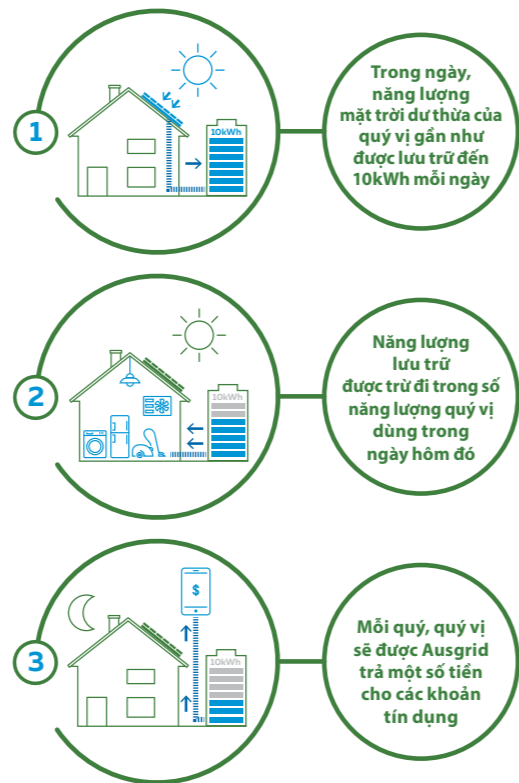 1
10kWh
Trong ngày,
năng lượng
mặt trời dư thừa của
quý vị gần như
được lưu trữ đến
10kWh mỗi ngày
2
10kWh
Năng lượng
lưu trữ
được trừ đi trong số
năng lượng quý vị
dùng trong
ngày hôm đó
3
$
10kWh
Mỗi quý, quý vị
sẽ được Ausgrid
trả một số tiền
cho các khoản
tín dụng